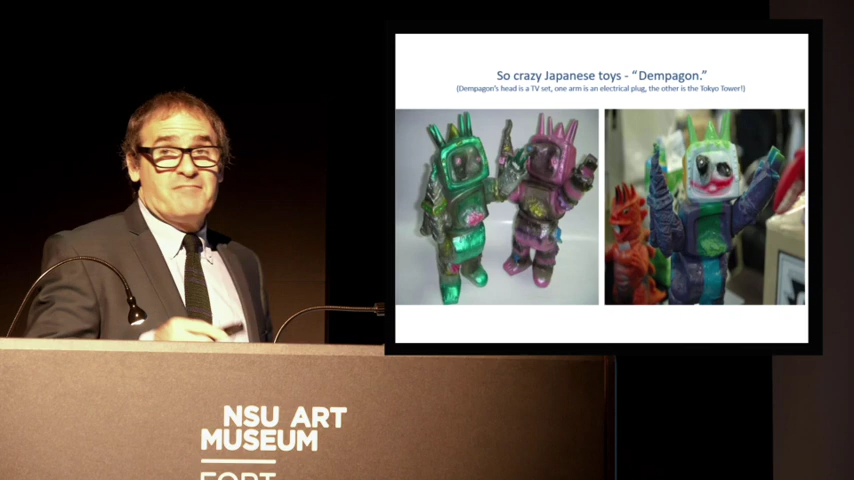 So crazy Japanese toys - “Dempagon.”
(Dempagon’s head is a TV set, one arm is an electrical plug, the other is the Tokyo Tower!)
NSU ART
MUSEUM
FORT